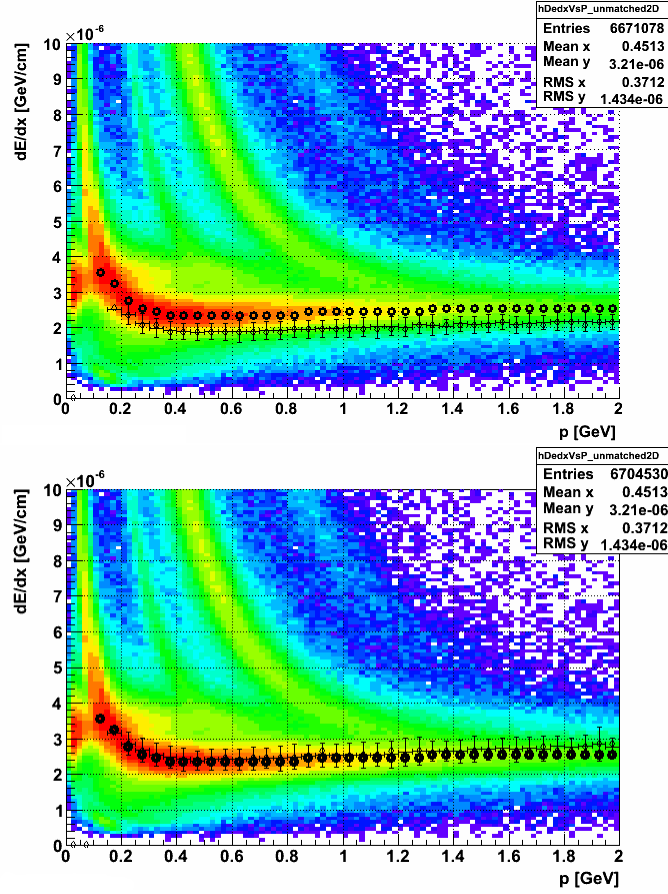 hDedxVsP_unmatched2D
Entries 6671078
Mean x 0.4513
Mean y 3.21e-06
RMS x 0.3712
RMS y 1.434e-06
×10⁻⁶
dE/dx [GeV/cm]
10
9
8
7
6
5
4
3
2
1
0
0 0.2 0.4 0.6 0.8 1 1.2 1.4 1.6 1.8 2
p [GeV]
hDedxVsP_unmatched2D
Entries 6704530
Mean x 0.4513
Mean y 3.21e-06
RMS x 0.3712
RMS y 1.434e-06
×10⁻⁶
dE/dx [GeV/cm]
10
9
8
7
6
5
4
3
2
1
0
0 0.2 0.4 0.6 0.8 1 1.2 1.4 1.6 1.8 2
p [GeV]